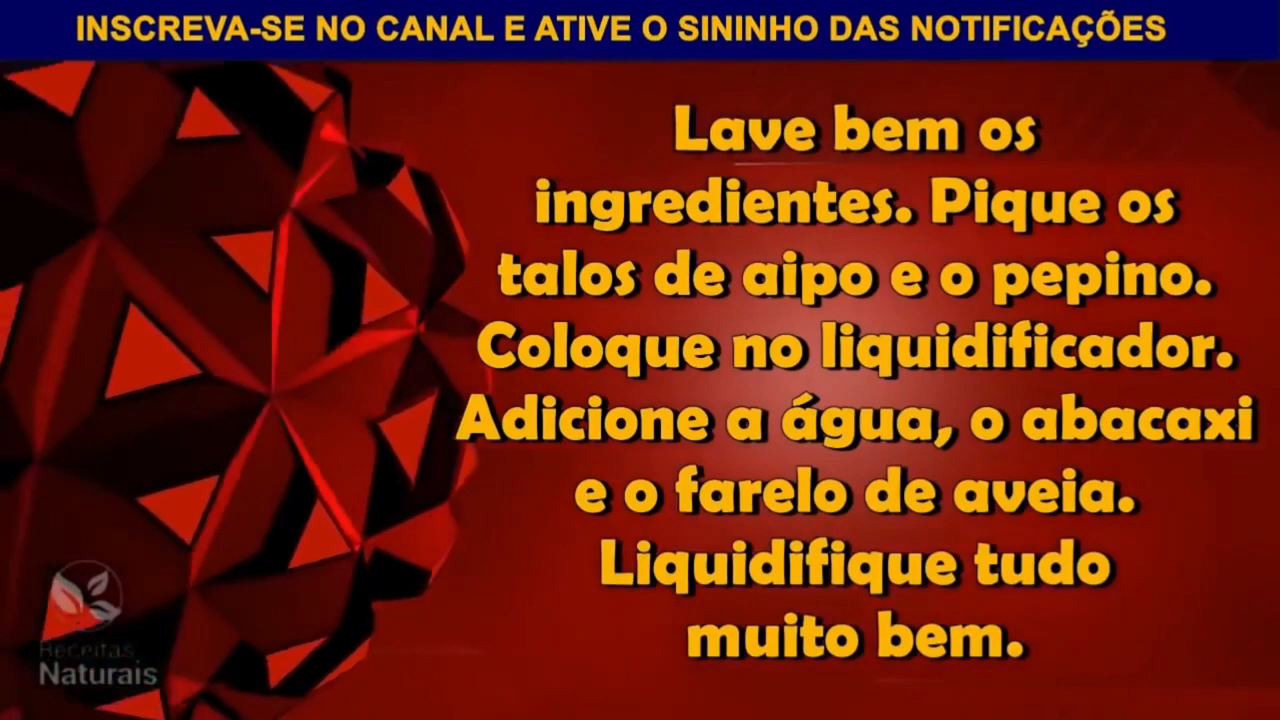 INSCREVA-SE NO CANAL E ATIVE O SININHO DAS NOTIFICAÇÕES
Lave bem os
ingredientes. Pique os
talos de aipo e o pepino.
Coloque no liquidificador.
Adicione a água, o abacaxi
e o farelo de aveia.
Liquidifique tudo
muito bem.
Receitas
Naturais